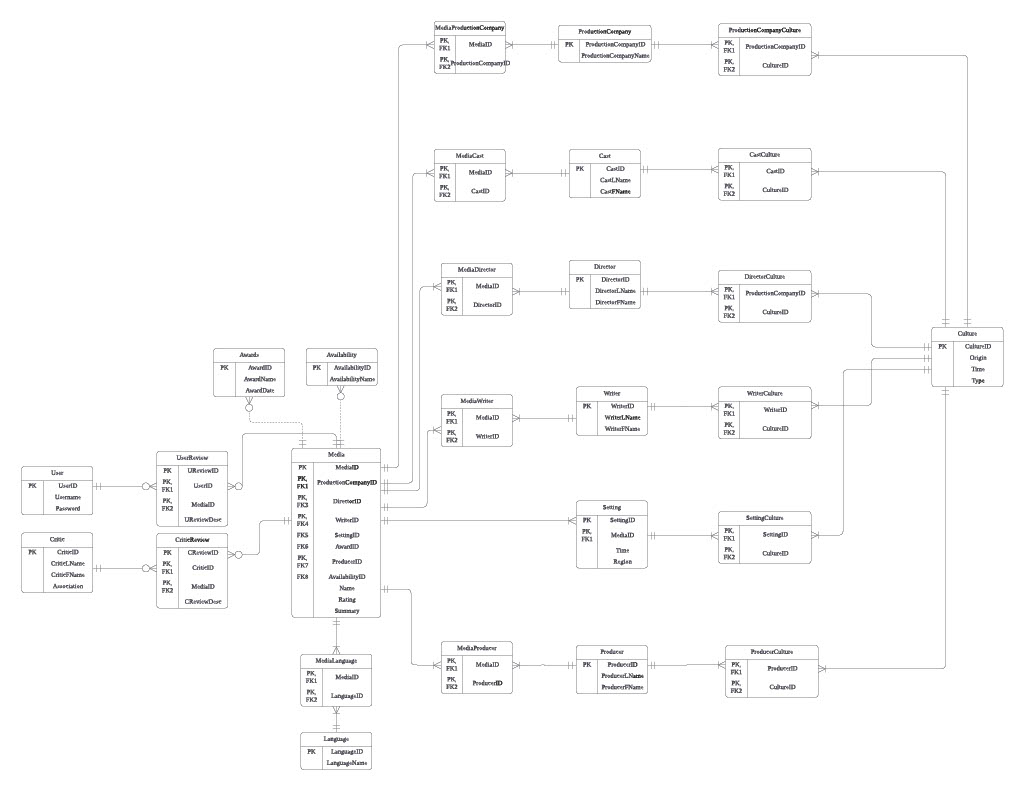 MediaProductionCompany
PK, FK1 MediaID
PK, FK2 ProductionCompanyID
ProductionCompany
PK ProductionCompanyID
ProductionCompanyName
ProductionCompanyCulture
PK, FK1 ProductionCompanyID
PK, FK2 CultureID
MediaCast
PK, FK1 MediaID
PK, FK2 CastID
Cast
PK CastID
CastLName
CastFName
CastCulture
PK, FK1 CastID
PK, FK2 CultureID
MediaDirector
PK, FK1 MediaID
PK, FK2 DirectorID
Director
PK DirectorID
DirectorLName
DirectorFName
DirectorCulture
PK, FK1 ProductionCompanyID
PK, FK2 CultureID
Culture
PK CultureID
Origin
Time
Type
Awards
PK AwardID
AwardName
AwardDate
Availability
PK AvailabilityID
AvailabilityName
MediaWriter
PK, FK1 MediaID
PK, FK2 WriterID
Writer
PK WriterID
WriterLName
WriterFName
WriterCulture
PK, FK1 WriterID
PK, FK2 CultureID
User
PK UserID
Username
Password
UserReview
PK UReviewID
PK, FK1 UserID
PK, FK2 MediaID
UReviewDesc
Media
PK MediaID
PK, FK1 ProductionCompanyID
PK, FK3 DirectorID
PK, FK4 WriterID
FK5 SettingID
FK6 AwardID
PK, FK7 ProducerID
FK8 AvailabilityID
Name
Rating
Summary
Setting
PK SettingID
PK, FK1 MediaID
Time
Region
SettingCulture
PK, FK1 SettingID
PK, FK2 CultureID
Critic
PK CriticID
CriticLName
CriticFName
Association
CriticReview
PK CReviewID
PK, FK1 CriticID
PK, FK2 MediaID
CReviewDesc
MediaProducer
PK, FK1 MediaID
PK, FK2 ProducerID
Producer
PK ProducerID
ProducerLName
ProducerFName
ProducerCulture
PK, FK1 ProducerID
PK, FK2 CultureID
MediaLanguage
PK, FK1 MediaID
PK, FK2 LanguageID
Language
PK LanguageID
LanguageName